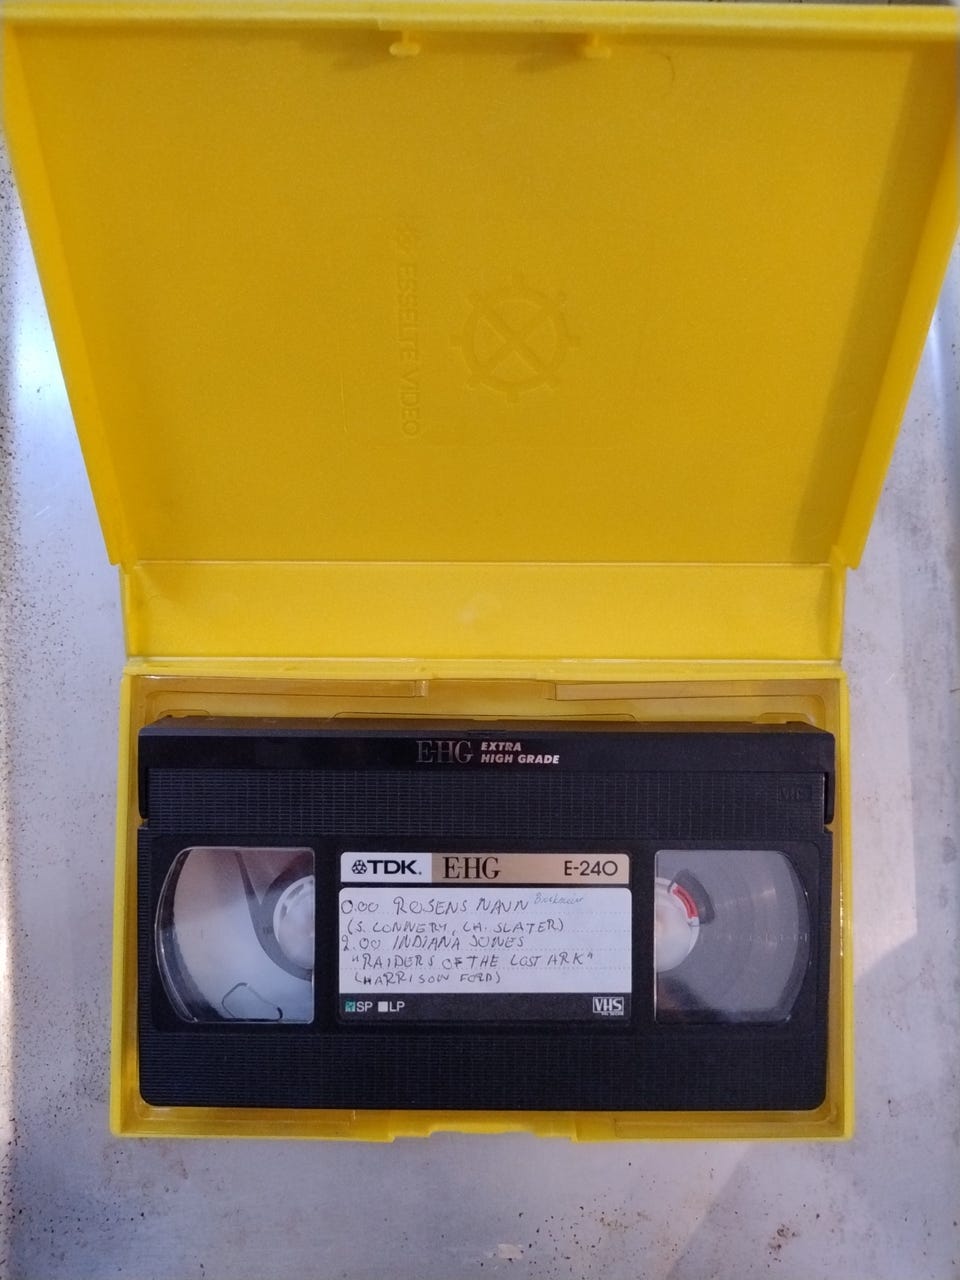 ESSELTE VIDEO
E-HG EXTRA
HIGH GRADE
VHS
TDK. E-HG E-240
0.00 ROSENS NAVN
(S. CONNERY, CH. SLATER)
2.00 INDIANA JONES
"RAIDERS OF THE LOST ARK"
(HARRISON FORD)
SP LP VHS